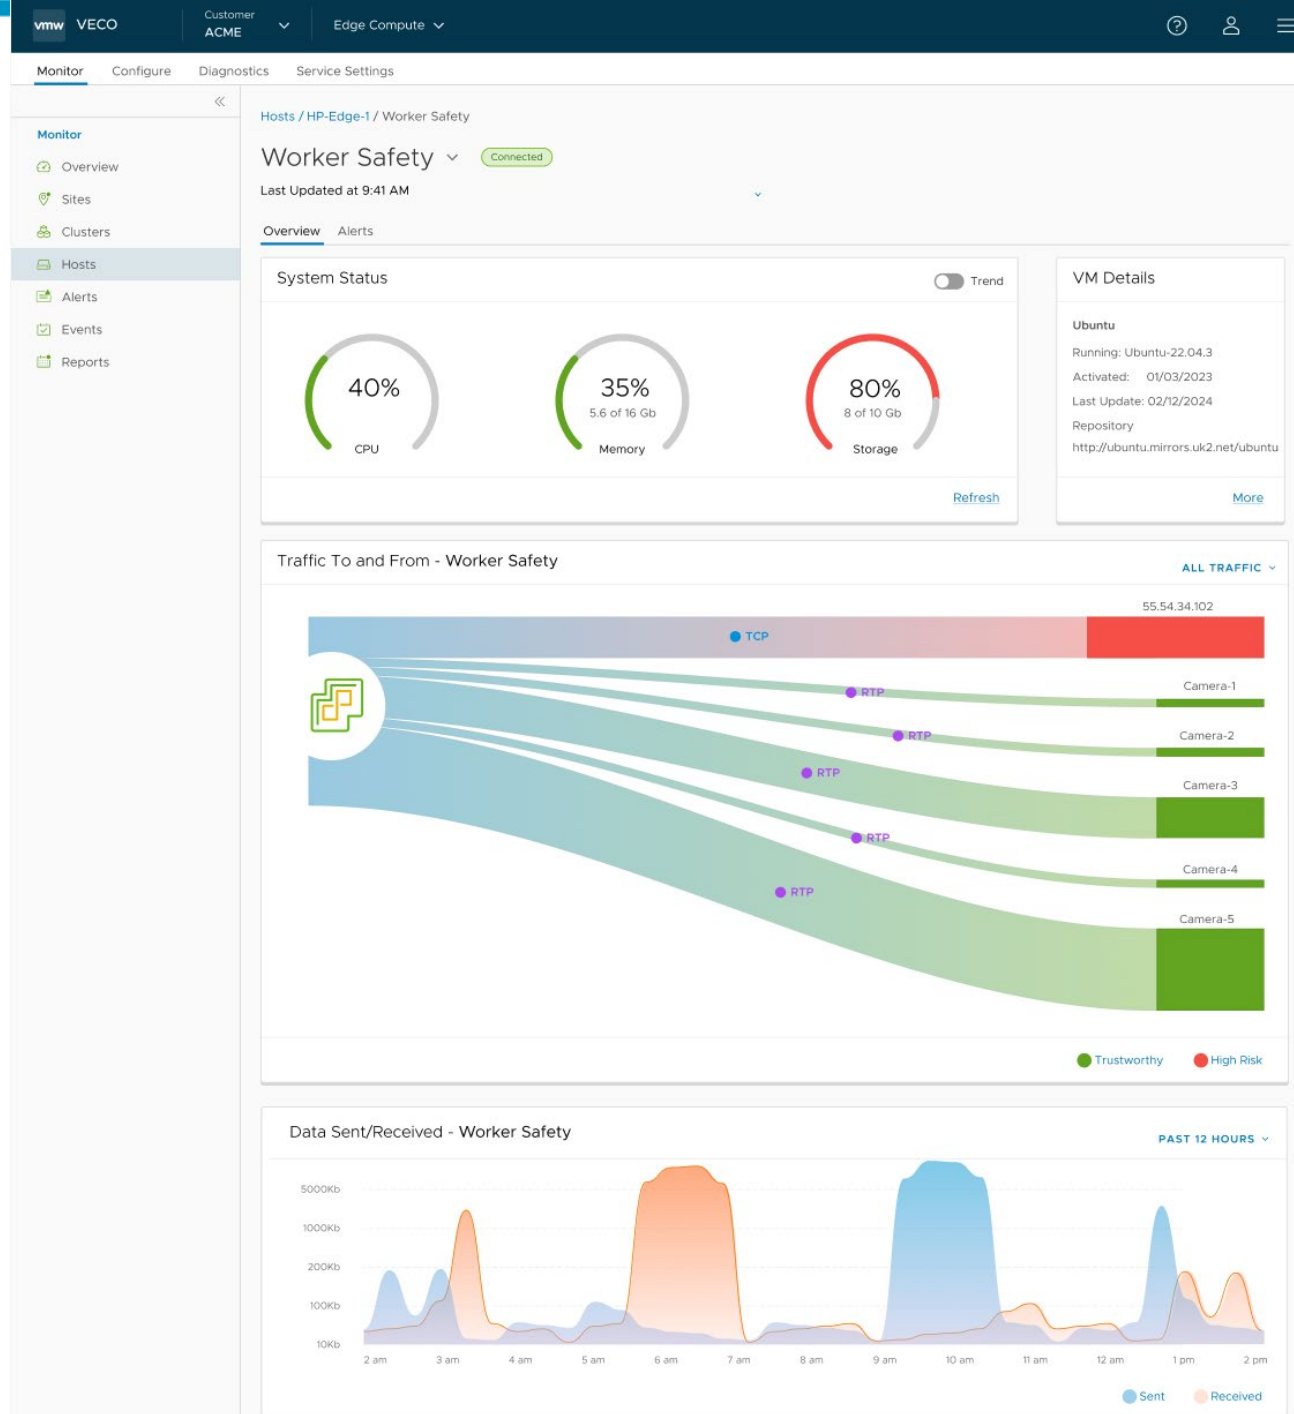 vmw VECO
Customer
ACME
Edge Compute
Monitor Configure Diagnostics Service Settings
Monitor
Overview
Sites
Clusters
Hosts
Alerts
Events
Reports
Hosts / HP-Edge-1 / Worker Safety
Worker Safety Connected
Last Updated at 9:41 AM
Overview Alerts
System Status
Trend
40%
CPU
35%
5.6 of 16 Gb
Memory
80%
8 of 10 Gb
Storage
Refresh
VM Details
Ubuntu
Running: Ubuntu-22.04.3
Activated: 01/03/2023
Last Update: 02/12/2024
Repository
http://ubuntu.mirrors.uk2.net/ubuntu
More
Traffic To and From - Worker Safety
ALL TRAFFIC
55.54.34.102
TCP
Camera-1
RTP
Camera-2
RTP
Camera-3
RTP
Camera-4
RTP
Camera-5
RTP
Trustworthy High Risk
Data Sent/Received - Worker Safety
PAST 12 HOURS
5000Kb
1000Kb
200Kb
100Kb
10Kb
2 am 3 am 4 am 5 am 6 am 7 am 8 am 9 am 10 am 11 am 12 am 1 pm 2 pm
Sent Received